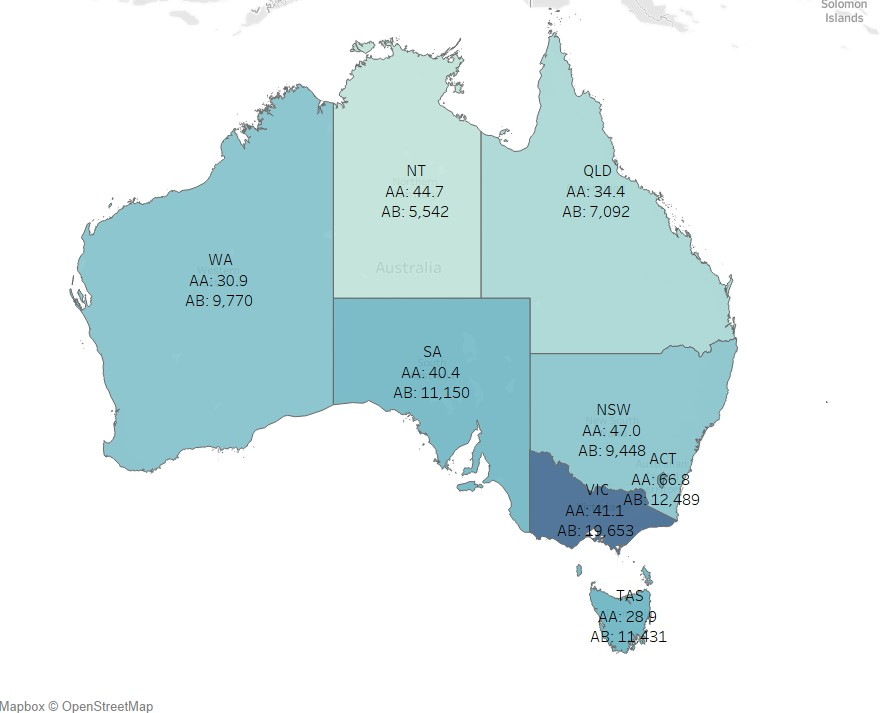 Solomon
Islands
NT
AA: 44.7
AB: 5,542
QLD
AA: 34.4
AB: 7,092
Australia
WA
AA: 30.9
AB: 9,770
SA
AA: 40.4
AB: 11,150
NSW
AA: 47.0
AB: 9,448
ACT
AA: 66.8
AB: 12,489
VIC
AA: 41.1
AB: 19,653
TAS
AA: 28.9
AB: 11,431
Mapbox © OpenStreetMap